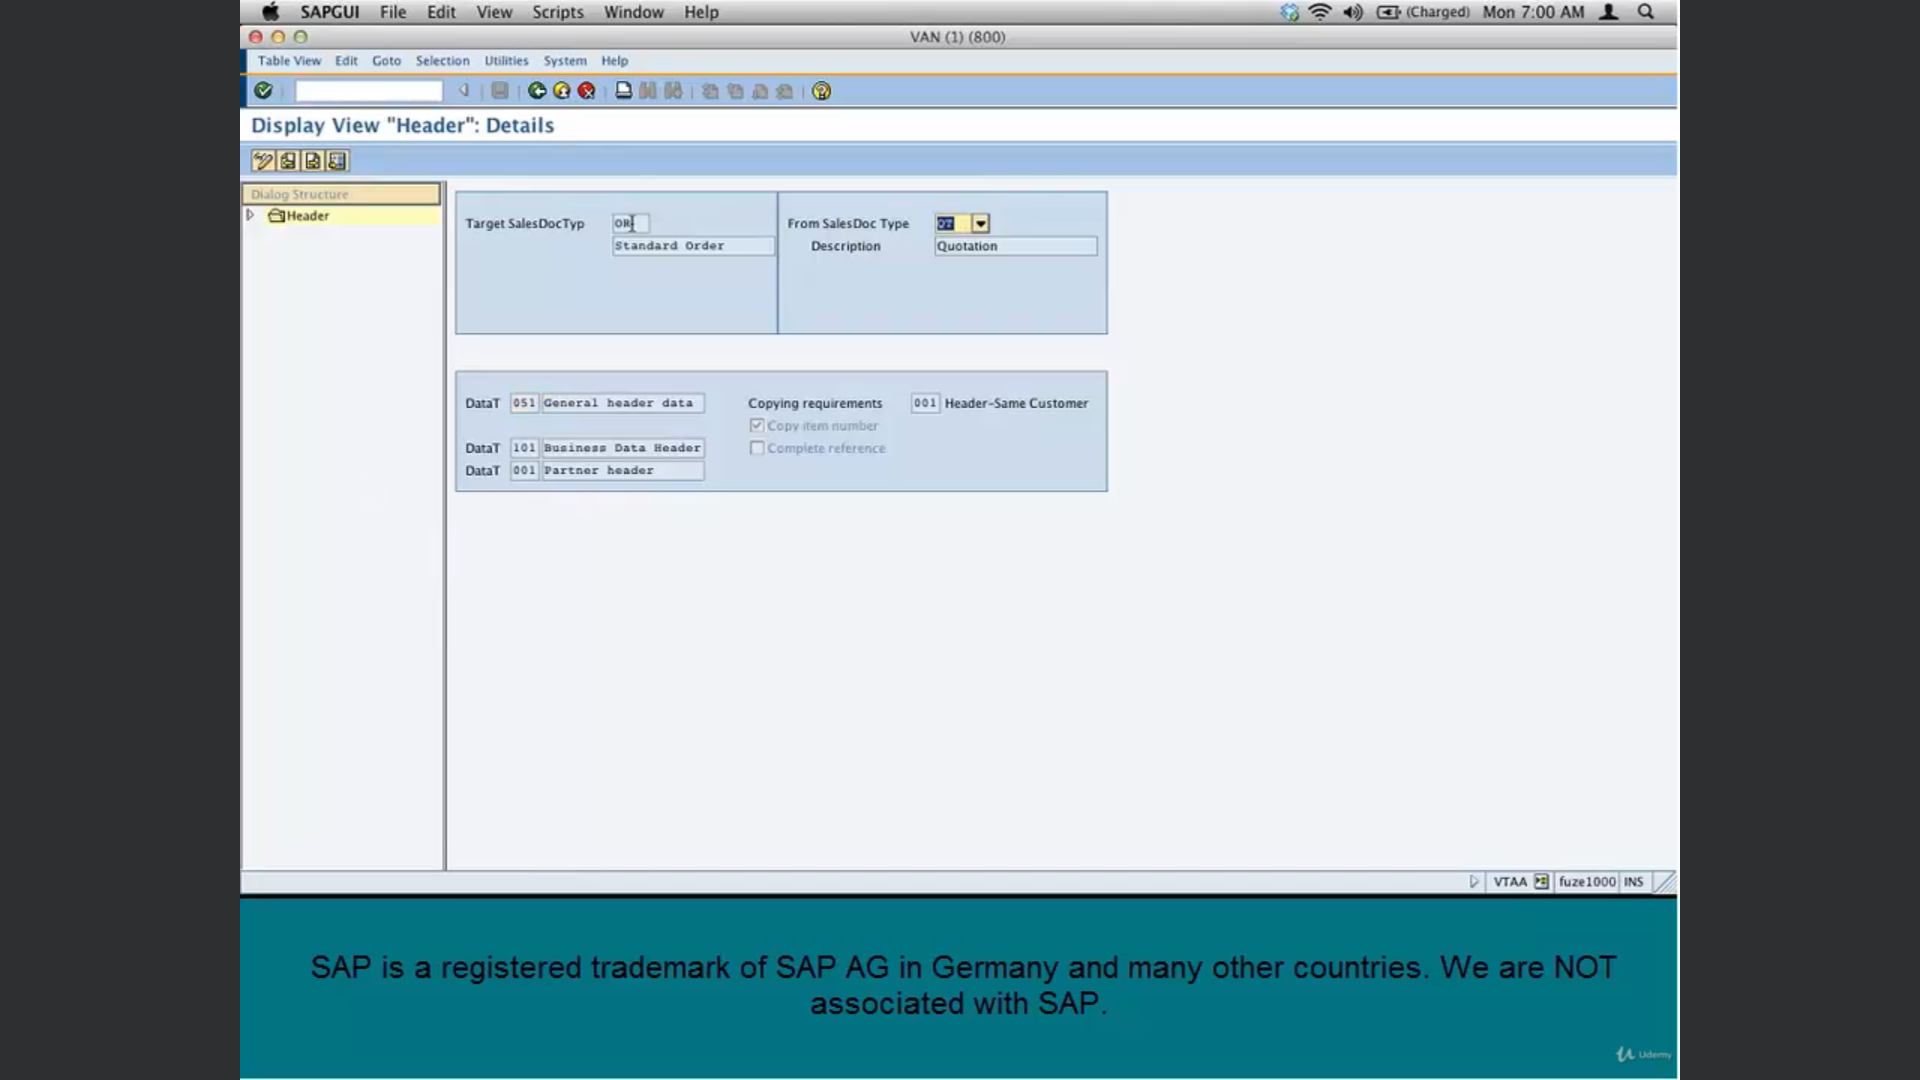 SAPGUI File Edit View Scripts Window Help (Charged) Mon 7:00 AM
VAN (1) (800)
Table View Edit Goto Selection Utilities System Help
Display View "Header": Details
Dialog Structure
Header
Target SalesDocTyp OR From SalesDoc Type
Standard Order Description Quotation
DataT 051 General header data Copying requirements 001 Header-Same Customer
Copy item number
DataT 101 Business Data Header Complete reference
DataT 001 Partner header
VTAA fuze1000 INS
SAP is a registered trademark of SAP AG in Germany and many other countries. We are NOT
associated with SAP.
Udemy